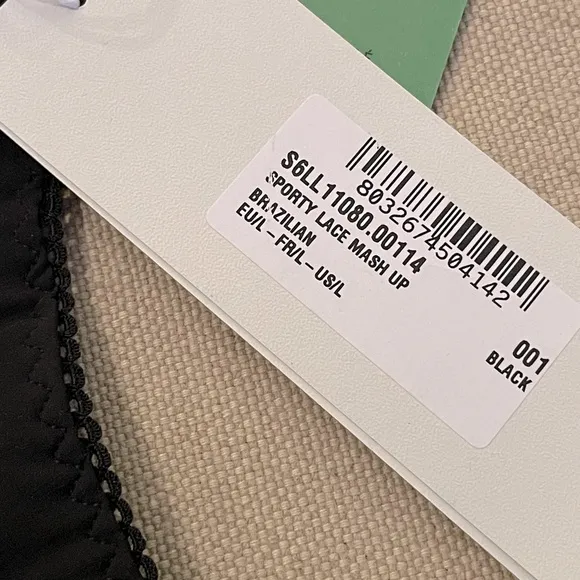 8032674504142
S6LL11080.00114
SPORTY LACE MASH UP
BRAZILIAN
EU/L-FR/L-US/L
001
BLACK